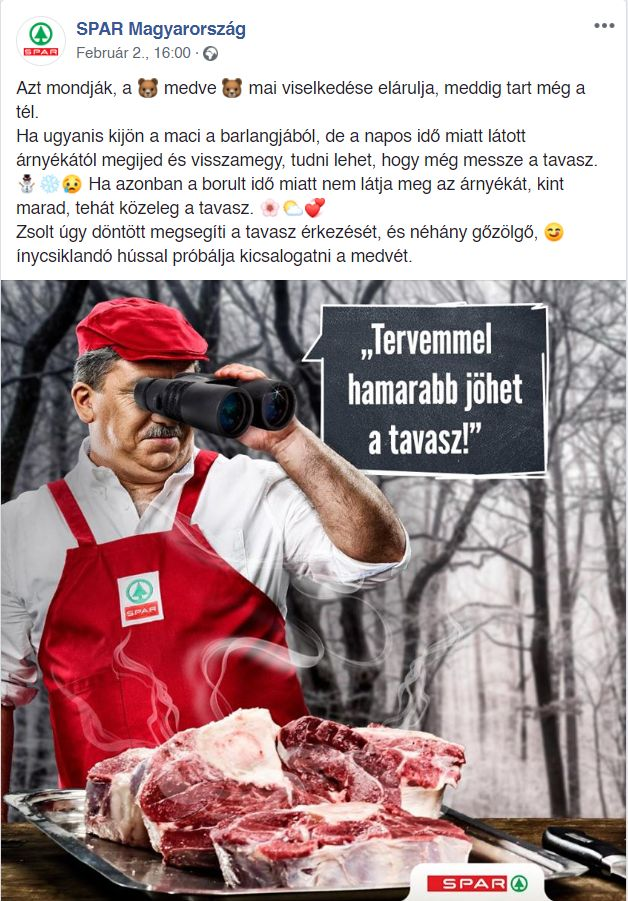 SPAR Magyarország
Február 2., 16:00 ·
SPAR
Azt mondják, a 🐻 medve 🐻 mai viselkedése elárulja, meddig tart még a
tél.
Ha ugyanis kijön a maci a barlangjából, de a napos idő miatt látott
árnyékától megijed és visszamegy, tudni lehet, hogy még messze a tavasz.
⛄❄️😥 Ha azonban a borult idő miatt nem látja meg az árnyékát, kint
marad, tehát közeleg a tavasz. 🌸🌤️💕
Zsolt úgy döntött megsegíti a tavasz érkezését, és néhány gőzölgő, 😊
ínycsiklandó hússal próbálja kicsalogatni a medvét.
„Tervemmel
hamarabb jöhet
a tavasz!”
SPAR
SPAR